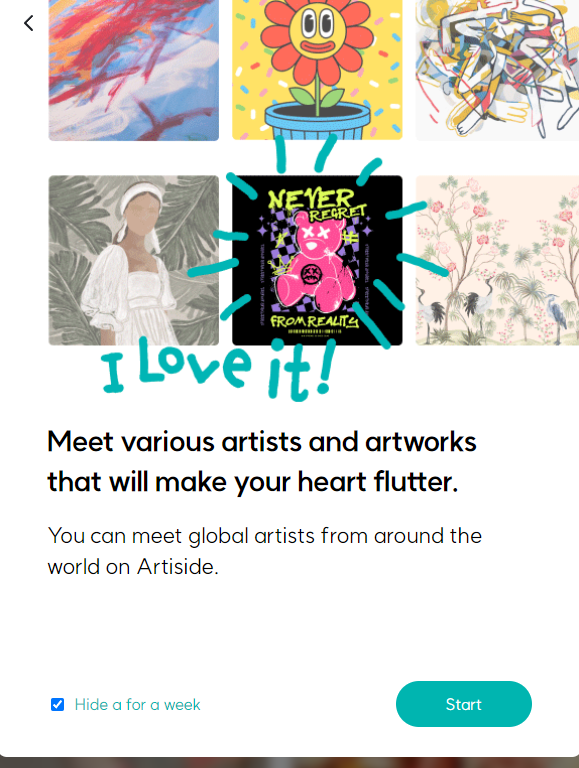 NEVER
REGRET
FROM REALITY
I Love it!
Meet various artists and artworks
that will make your heart flutter.
You can meet global artists from around the
world on Artiside.
Hide a for a week
Start